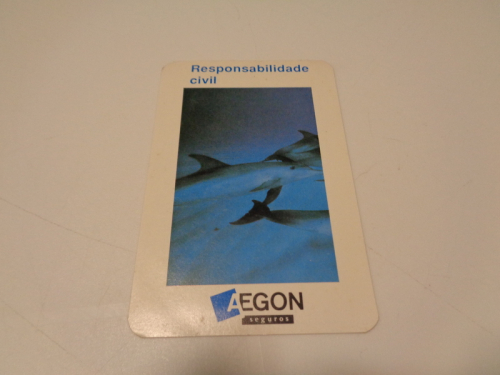 Responsabilidade
civil
AEGON
seguros